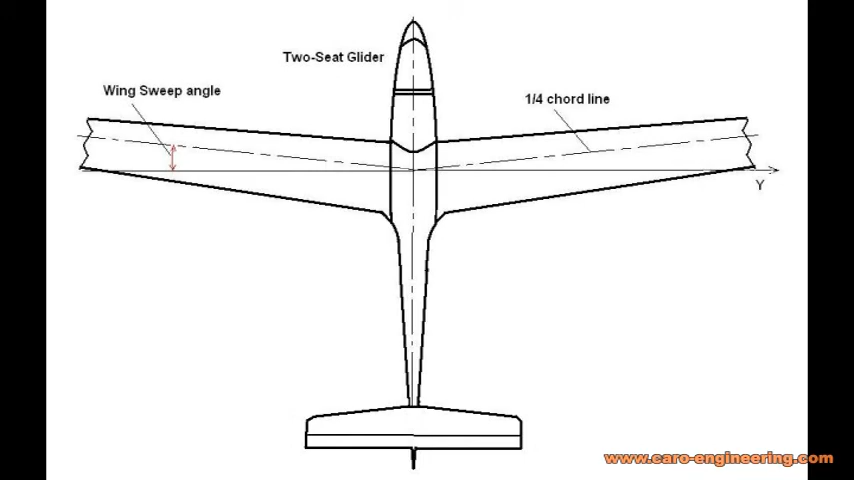 Two-Seat Glider
Wing Sweep angle
1/4 chord line
Y
www.caro-engineering.com